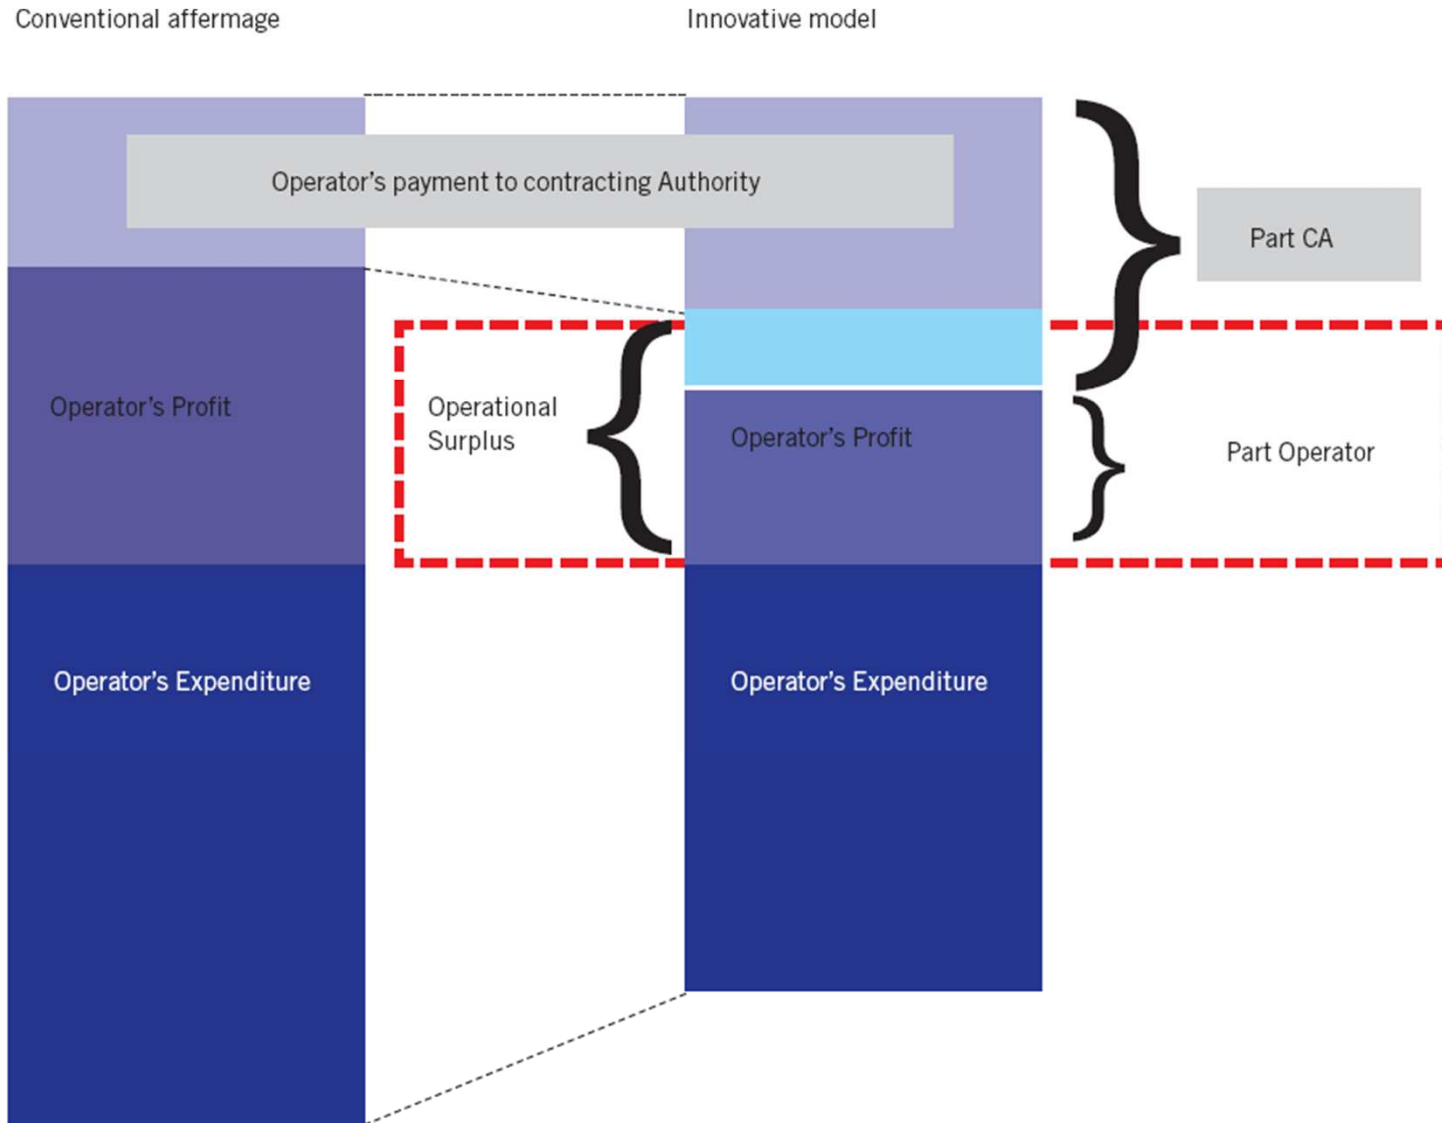 Conventional affermage
Innovative model
Operator’s payment to contracting Authority
Part CA
Operator’s Profit
Operational
Surplus
Operator’s Profit
Part Operator
Operator’s Expenditure
Operator’s Expenditure